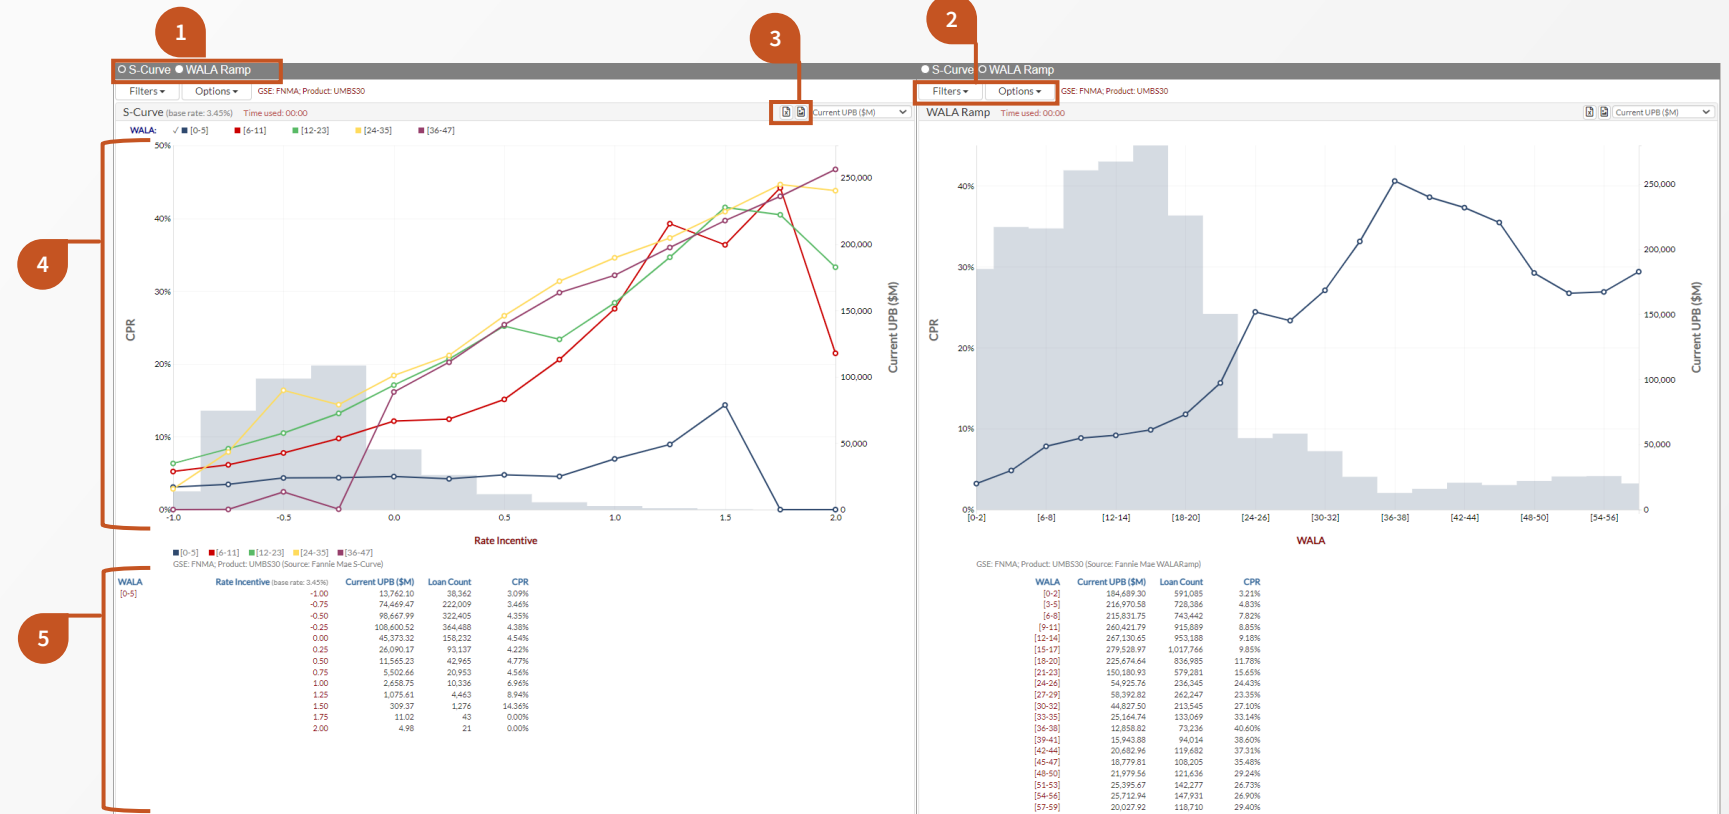 1
2
3
S-Curve WALA Ramp
S-Curve WALA Ramp
Filters Options GSE: FNMA; Product: UMBS30
Filters Options GSE: FNMA; Product: UMBS30
S-Curve (base rate: 3.45%) Time used: 00:00 Current UPB ($M)
WALA Ramp Time used: 00:00 Current UPB ($M)
WALA: ✓ [0-5] [6-11] [12-23] [24-35] [36-47]
4
50%
40%
30%
20%
10%
0%
CPR
250,000
200,000
150,000
100,000
50,000
0
Current UPB ($M)
-1.0 -0.5 0.0 0.5 1.0 1.5 2.0
Rate Incentive
[0-5] [6-11] [12-23] [24-35] [36-47]
GSE: FNMA; Product: UMBS30 (Source: Fannie Mae S-Curve)
40%
30%
20%
10%
0%
CPR
250,000
200,000
150,000
100,000
50,000
0
Current UPB ($M)
[0-2] [6-8] [12-14] [18-20] [24-26] [30-32] [36-38] [42-44] [48-50] [54-56]
WALA
GSE: FNMA; Product: UMBS30 (Source: Fannie Mae WALARamp)
5
WALA Rate Incentive (base rate: 3.45%) Current UPB ($M) Loan Count CPR
[0-5] -1.00 13,762.10 38,362 3.09%
-0.75 74,469.47 222,009 3.46%
-0.50 98,667.99 322,405 4.35%
-0.25 108,600.52 364,488 4.38%
0.00 45,373.32 158,232 4.54%
0.25 26,090.17 93,137 4.22%
0.50 11,565.23 42,965 4.77%
0.75 5,502.66 20,953 4.56%
1.00 2,658.75 10,336 6.96%
1.25 1,075.61 4,463 8.94%
1.50 309.37 1,276 14.36%
1.75 11.02 43 0.00%
2.00 4.98 21 0.00%
WALA Current UPB ($M) Loan Count CPR
[0-2] 184,689.30 591,085 3.21%
[3-5] 216,970.58 728,386 4.83%
[6-8] 215,831.75 743,442 7.82%
[9-11] 260,421.79 915,889 8.85%
[12-14] 267,130.65 953,188 9.18%
[15-17] 279,528.97 1,017,766 9.85%
[18-20] 225,674.64 836,985 11.78%
[21-23] 150,180.93 579,281 15.65%
[24-26] 54,925.76 236,345 24.43%
[27-29] 58,392.82 262,247 23.35%
[30-32] 44,827.50 213,545 27.10%
[33-35] 25,164.74 133,069 33.14%
[36-38] 12,858.82 73,236 40.60%
[39-41] 15,943.88 94,014 38.60%
[42-44] 20,682.96 119,682 37.31%
[45-47] 18,779.81 108,205 35.48%
[48-50] 21,979.56 121,636 29.24%
[51-53] 25,395.67 142,277 26.73%
[54-56] 25,712.94 147,931 26.90%
[57-59] 20,027.92 118,710 29.40%